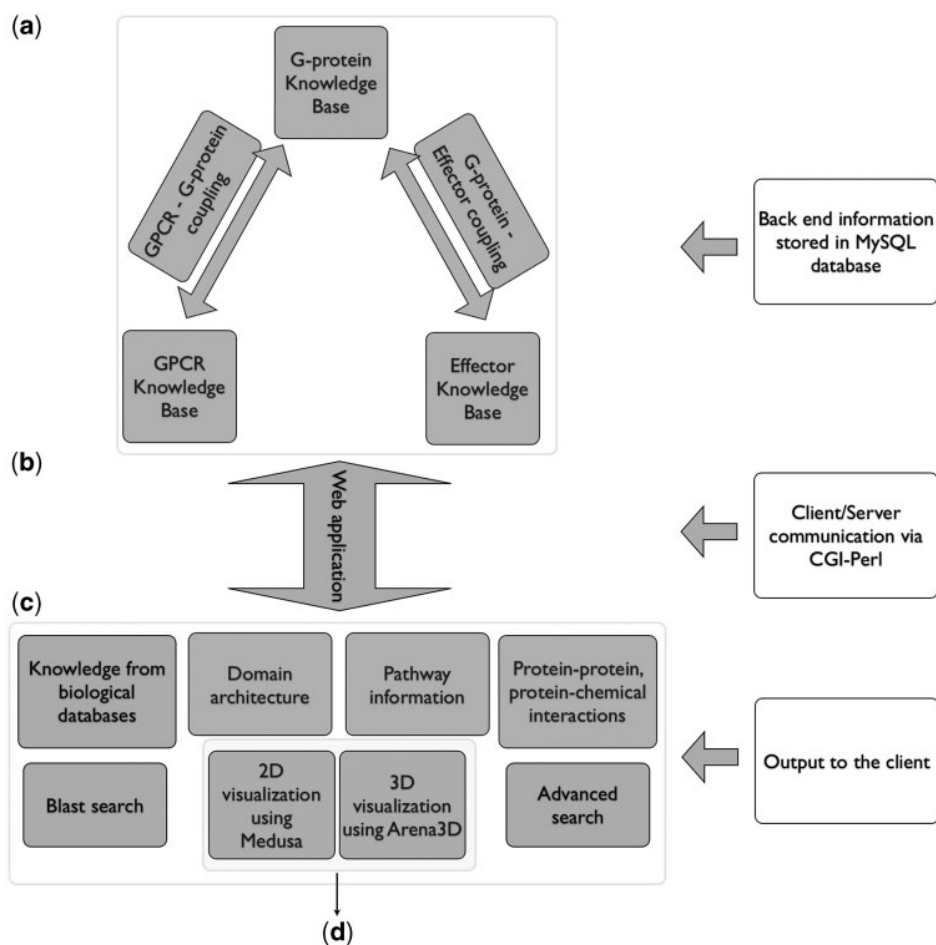 (a)
G-protein
Knowledge
Base
GPCR - G-protein
coupling
G-protein -
Effector coupling
GPCR
Knowledge
Base
Effector
Knowledge
Base
Back end information
stored in MySQL
database
(b)
Web application
Client/Server
communication via
CGI-Perl
(c)
Knowledge from
biological
databases
Domain
architecture
Pathway
information
Protein-protein,
protein-chemical
interactions
Blast search
2D
visualization
using
Medusa
3D
visualization
using Arena3D
Advanced
search
Output to the client
(d)